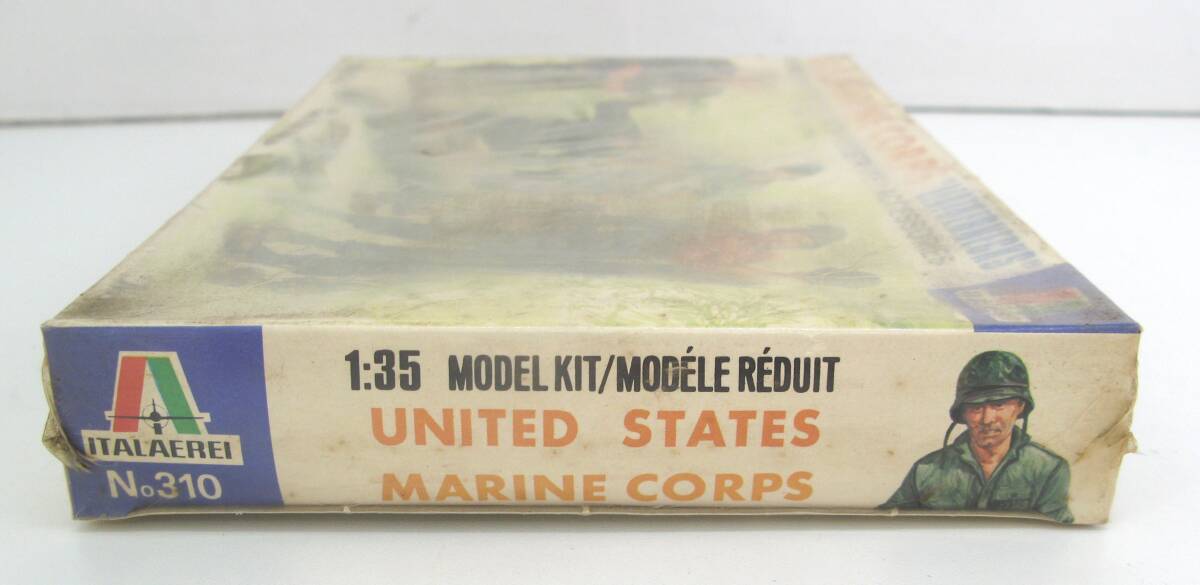 ITALAEREI
No310
1:35 MODEL KIT/MODÉLE RÉDUIT
UNITED STATES
MARINE CORPS